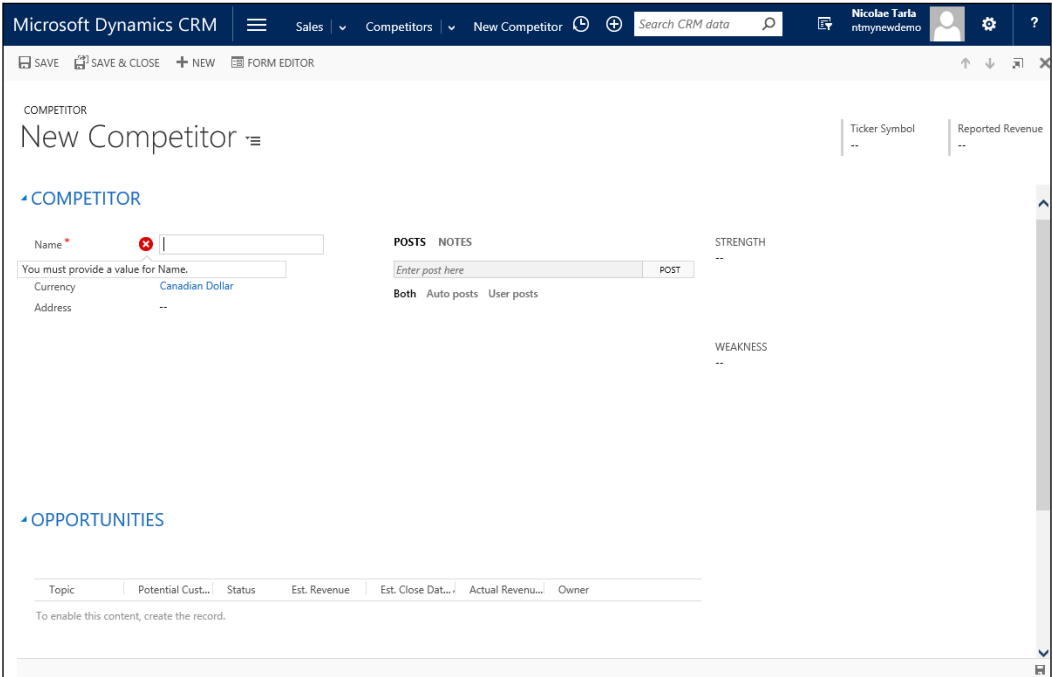 Microsoft Dynamics CRM Sales Competitors New Competitor Search CRM data Nicolae Tarla ntmynewdemo ?
SAVE SAVE & CLOSE NEW FORM EDITOR
COMPETITOR
New Competitor
Ticker Symbol Reported Revenue
-- --
COMPETITOR
Name * POSTS NOTES STRENGTH
--
You must provide a value for Name. Enter post here POST
Currency Canadian Dollar Both Auto posts User posts
Address --
WEAKNESS
--
OPPORTUNITIES
Topic Potential Cust... Status Est. Revenue Est. Close Dat... Actual Revenu... Owner
To enable this content, create the record.